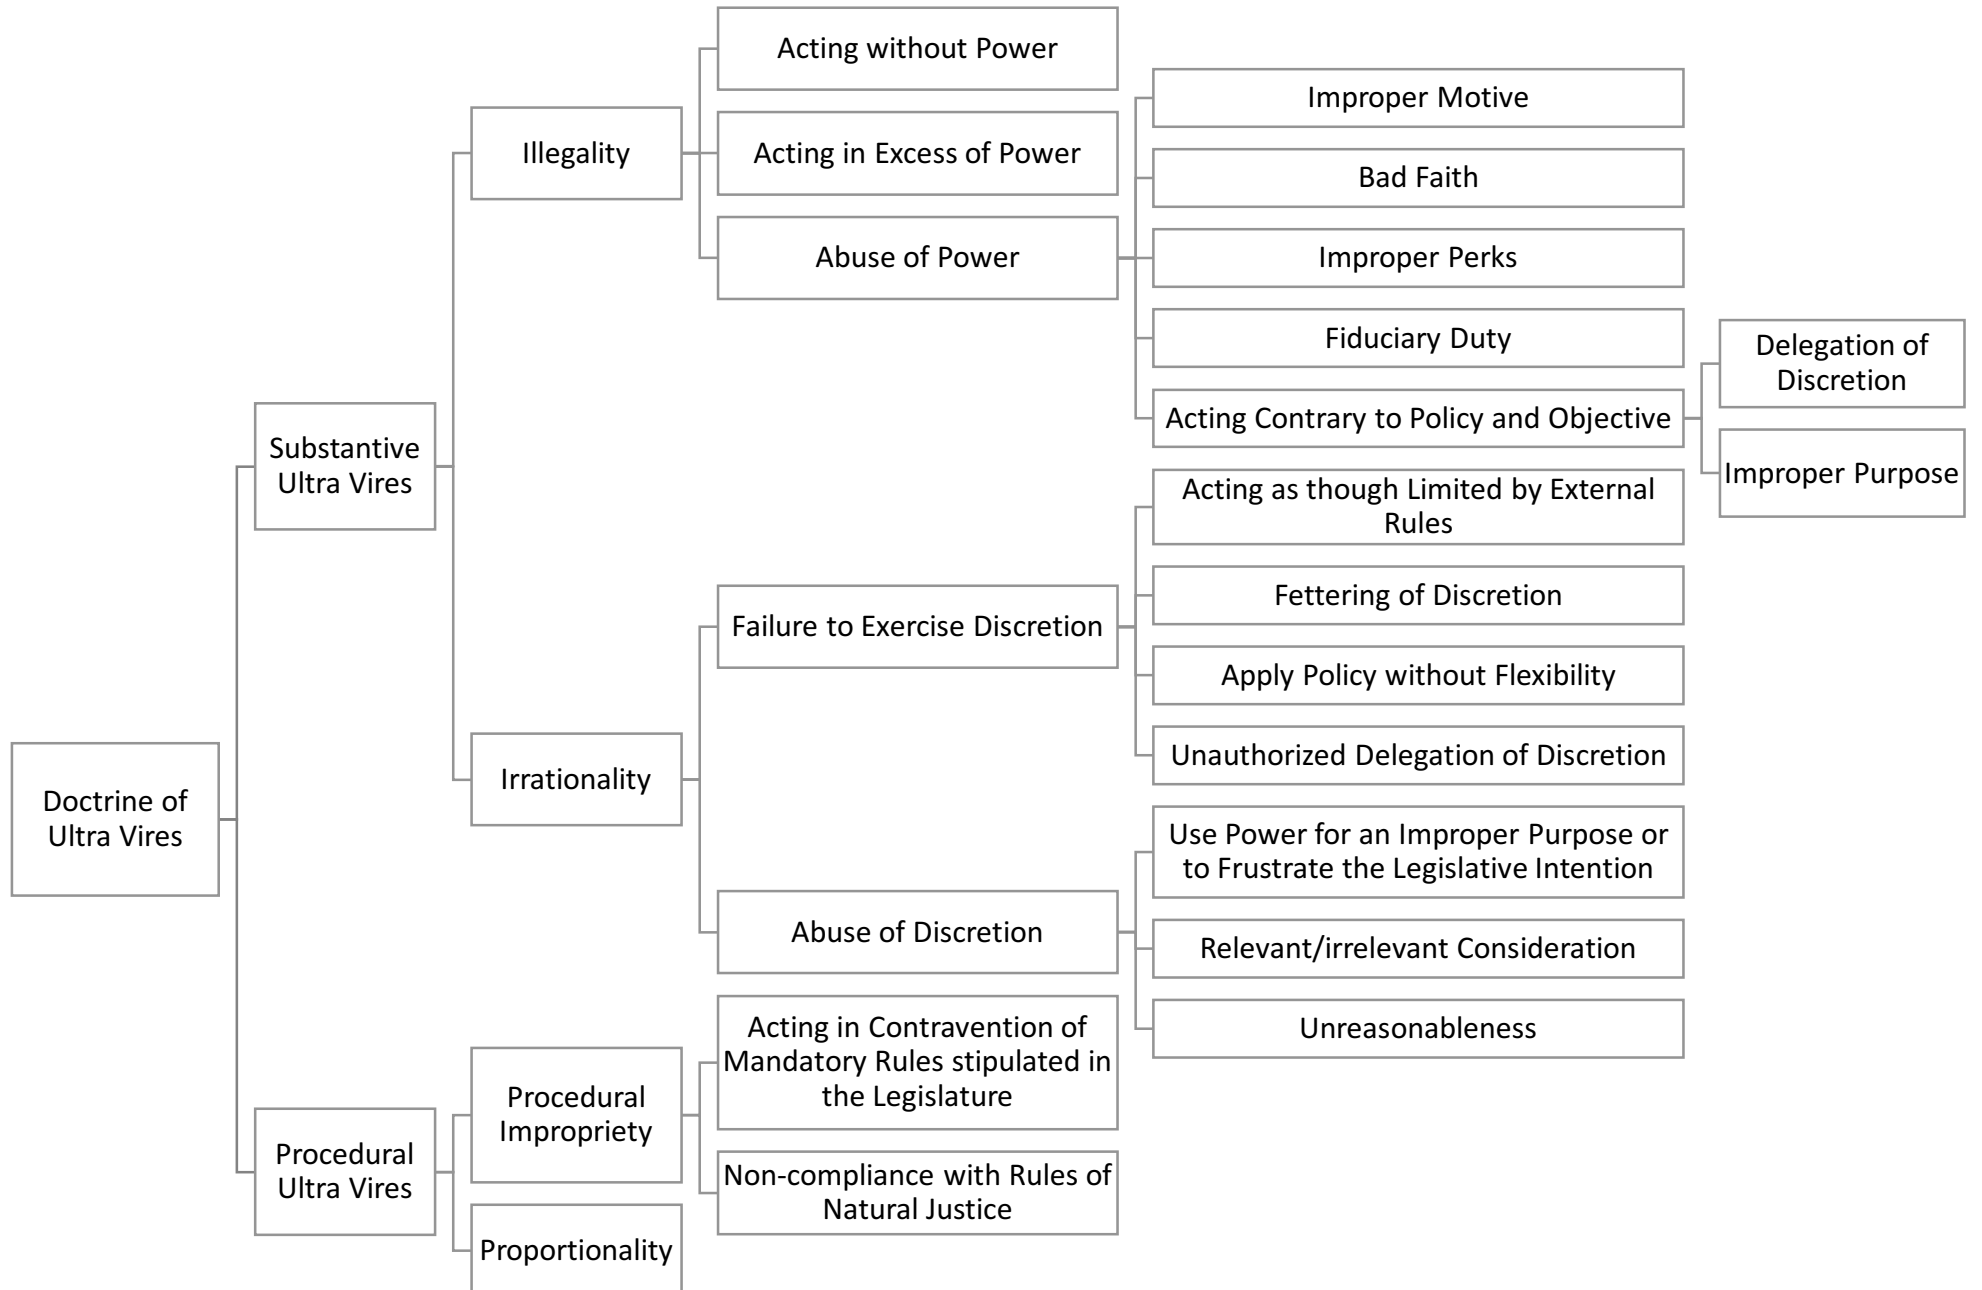 Doctrine of
Ultra Vires
Substantive
Ultra Vires
Illegality
Acting without Power
Acting in Excess of Power
Abuse of Power
Improper Motive
Bad Faith
Improper Perks
Fiduciary Duty
Acting Contrary to Policy and Objective
Delegation of
Discretion
Improper Purpose
Irrationality
Failure to Exercise Discretion
Acting as though Limited by External
Rules
Fettering of Discretion
Apply Policy without Flexibility
Unauthorized Delegation of Discretion
Abuse of Discretion
Use Power for an Improper Purpose or
to Frustrate the Legislative Intention
Relevant/irrelevant Consideration
Unreasonableness
Procedural
Ultra Vires
Procedural
Impropriety
Acting in Contravention of
Mandatory Rules stipulated in
the Legislature
Non-compliance with Rules of
Natural Justice
Proportionality